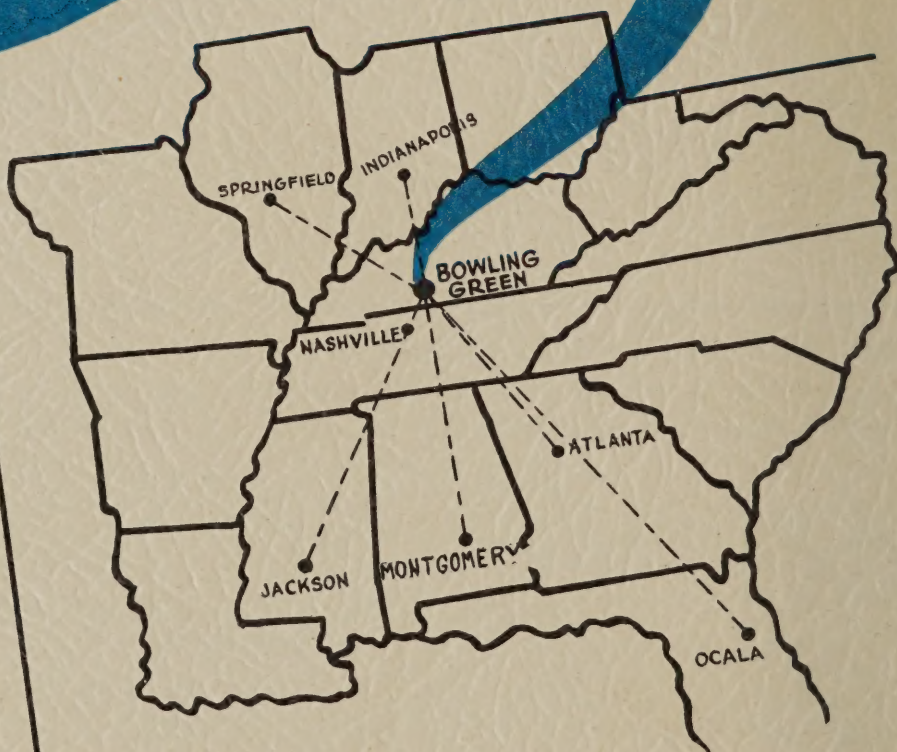 INDIANAPOLIS
SPRINGFIELD
BOWLING
GREEN
NASHVILLE
ATLANTA
MONTGOMERY
JACKSON
OCALA